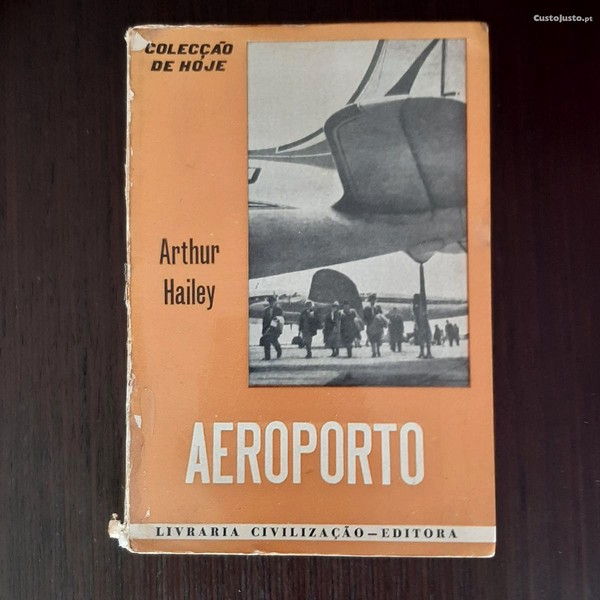 CustoJusto.pt
COLECÇÃO
DE HOJE
Arthur
Hailey
AEROPORTO
LIVRARIA CIVILIZAÇÃO—EDITORA